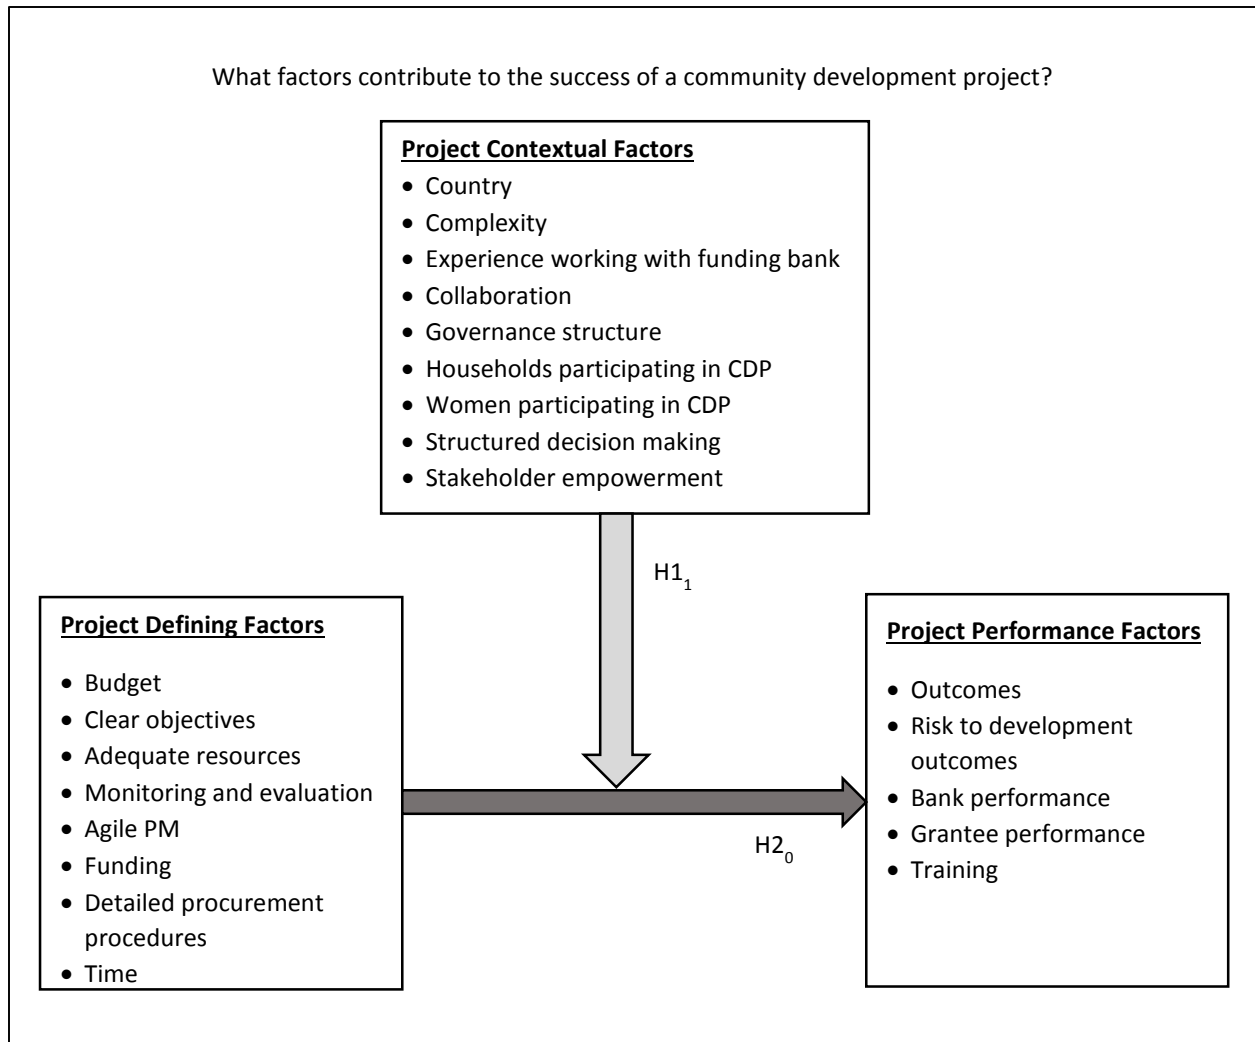 What factors contribute to the success of a community development project?
Project Contextual Factors
• Country
• Complexity
• Experience working with funding bank
• Collaboration
• Governance structure
• Households participating in CDP
• Women participating in CDP
• Structured decision making
• Stakeholder empowerment
H1₁
Project Defining Factors
• Budget
• Clear objectives
• Adequate resources
• Monitoring and evaluation
• Agile PM
• Funding
• Detailed procurement
procedures
• Time
H2₀
Project Performance Factors
• Outcomes
• Risk to development
outcomes
• Bank performance
• Grantee performance
• Training